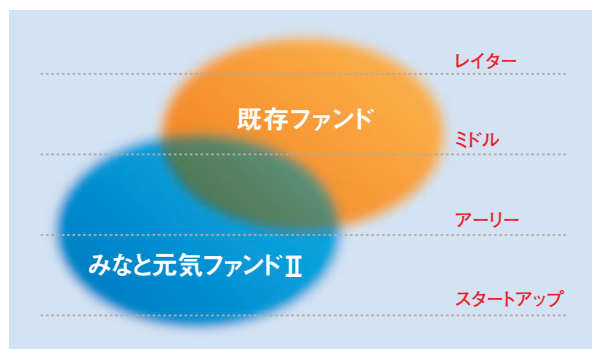 レイター
既存ファンド
ミドル
アーリー
みなと元気ファンドⅡ
スタートアップ